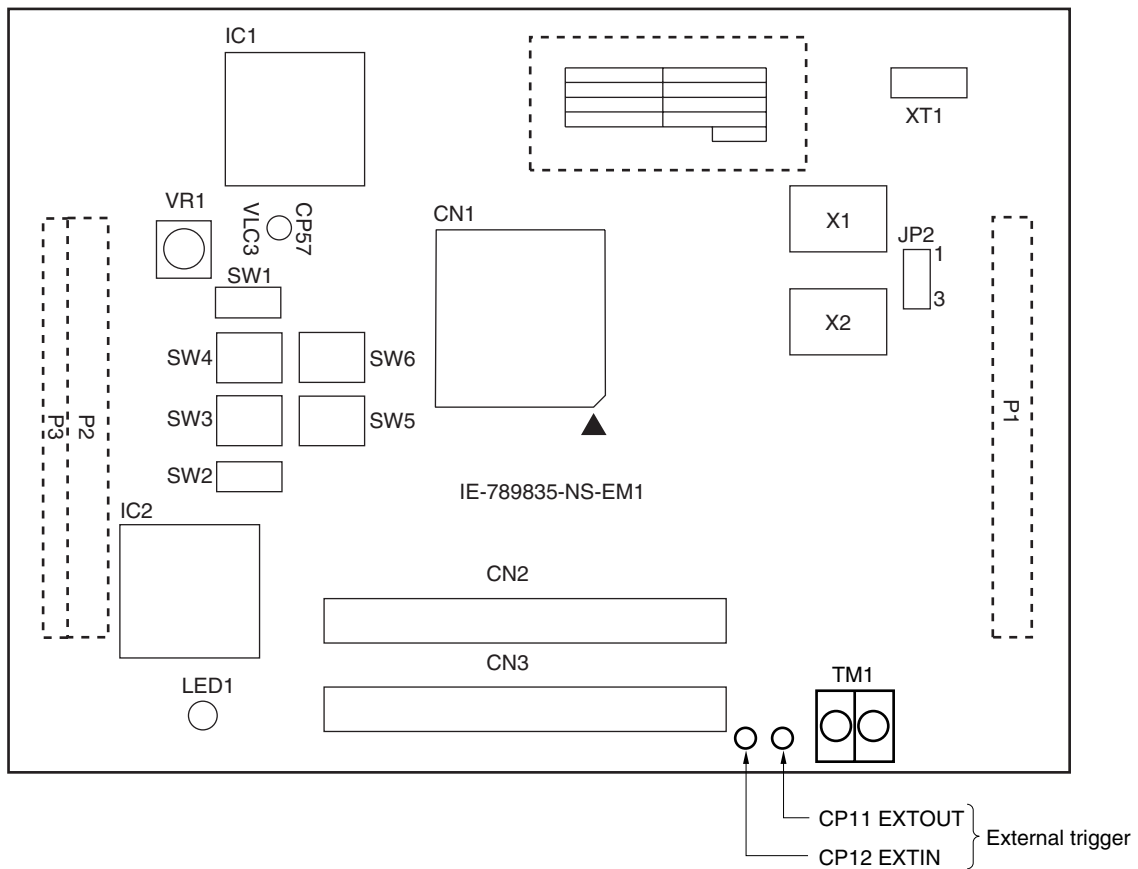 IC1
XT1
VR1
VLC3
CP57
CN1
X1
JP2
1
SW1
3
X2
SW4
SW6
P3
P2
SW3
SW5
P1
SW2
IE-789835-NS-EM1
IC2
CN2
CN3
LED1
TM1
CP11 EXTOUT
External trigger
CP12 EXTIN